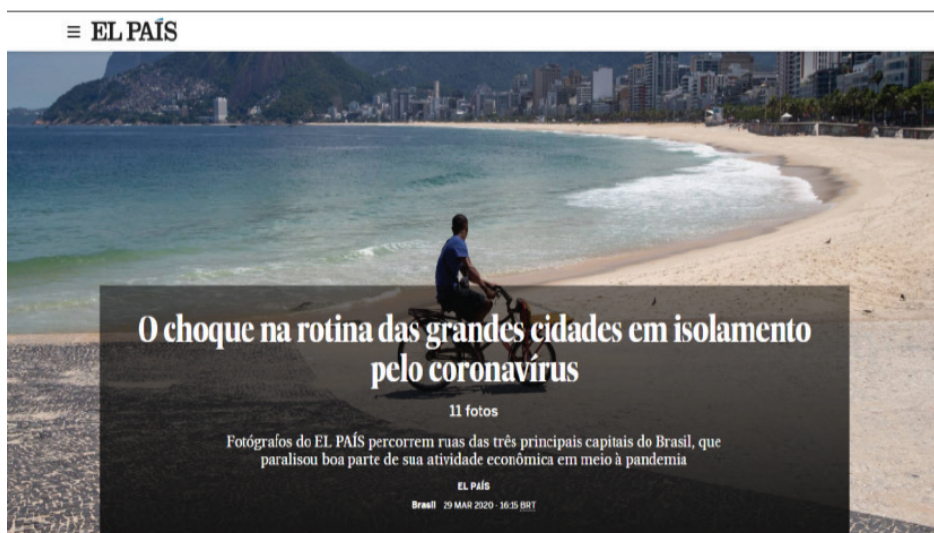 EL PAÍS
O choque na rotina das grandes cidades em isolamento
pelo coronavírus
11 fotos
Fotógrafos do EL PAÍS percorrem ruas das três principais capitais do Brasil, que
paralisou boa parte de sua atividade econômica em meio à pandemia
EL PAÍS
Brasil 29 MAR 2020 - 16:15 BRT